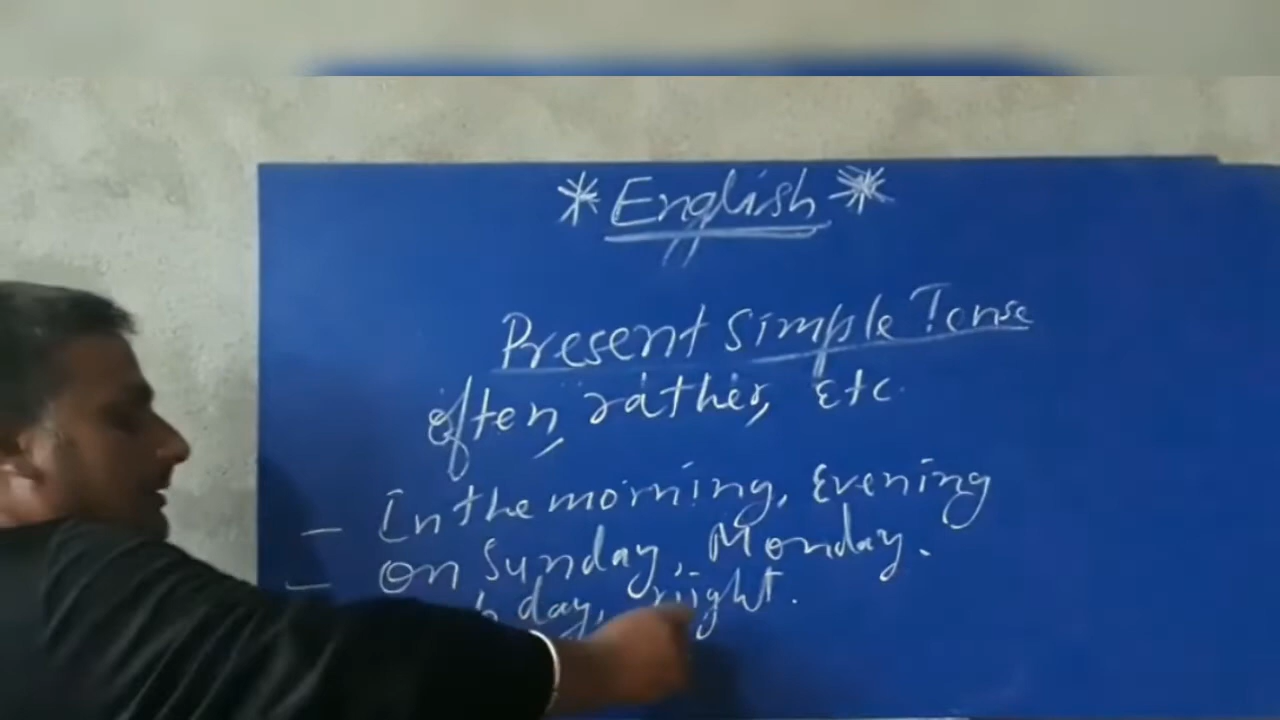 *English*
Present Simple Tense
often, rather, Etc.
- In the morning, Evening
- On Sunday, Monday.
day, night.